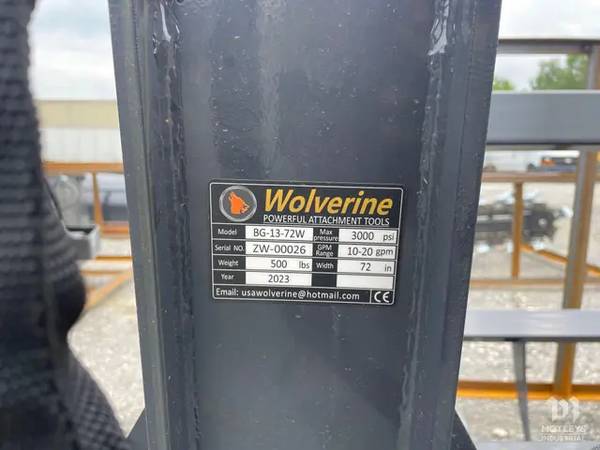 Wolverine
POWERFUL ATTACHMENT TOOLS
Model BG-13-72W Max pressure 3000 psi
Serial NO. ZW-00026 GPM Range 10-20 gpm
Weight 500 lbs Width 72 in
Year 2023
Email: usawolverine@hotmail.com CE
MOTLEYS
INDUSTRIAL